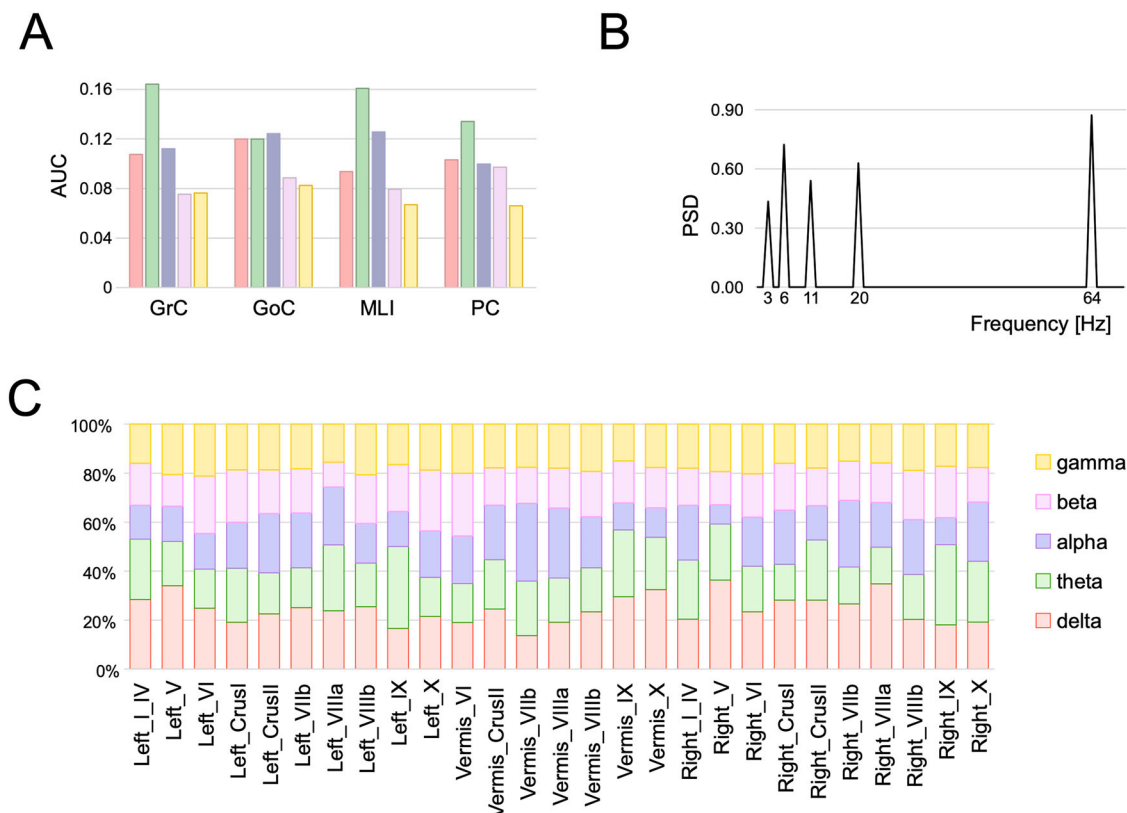 A
AUC
0.16
0.12
0.08
0.04
0
GrC
GoC
MLI
PC
B
PSD
0.90
0.60
0.30
0.00
3
6
11
20
64
Frequency [Hz]
C
100%
80%
60%
40%
20%
0%
Left_I_IV
Left_V
Left_VI
Left_CrusI
Left_CrusII
Left_VIIb
Left_VIIIa
Left_VIIIb
Left_IX
Left_X
Vermis_VI
Vermis_CrusII
Vermis_VIIb
Vermis_VIIIa
Vermis_VIIIb
Vermis_IX
Vermis_X
Right_I_IV
Right_V
Right_VI
Right_CrusI
Right_CrusII
Right_VIIb
Right_VIIIa
Right_VIIIb
Right_IX
Right_X
gamma
beta
alpha
theta
delta